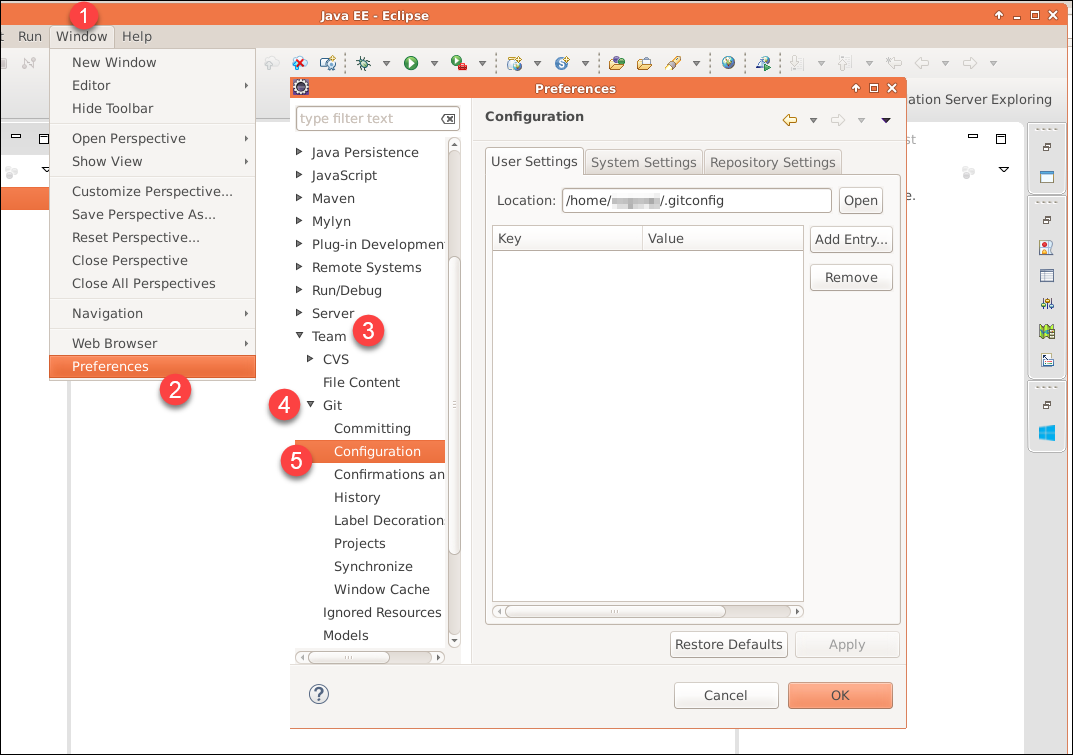 1
Java EE - Eclipse
Run Window Help
New Window
Editor
Hide Toolbar
Open Perspective
Show View
Customize Perspective...
Save Perspective As...
Reset Perspective...
Close Perspective
Close All Perspectives
Navigation
Web Browser
Preferences
2
ation Server Exploring
Preferences
type filter text
Java Persistence
JavaScript
Maven
Mylyn
Plug-in Developmen
Remote Systems
Run/Debug
Server
Team
3
CVS
File Content
4
Git
Committing
5
Configuration
Confirmations an
History
Label Decoration
Projects
Synchronize
Window Cache
Ignored Resources
Models
Configuration
User Settings System Settings Repository Settings
Location: /home/ /.gitconfig Open
Key Value Add Entry...
Remove
Restore Defaults Apply
? Cancel OK
st
e.